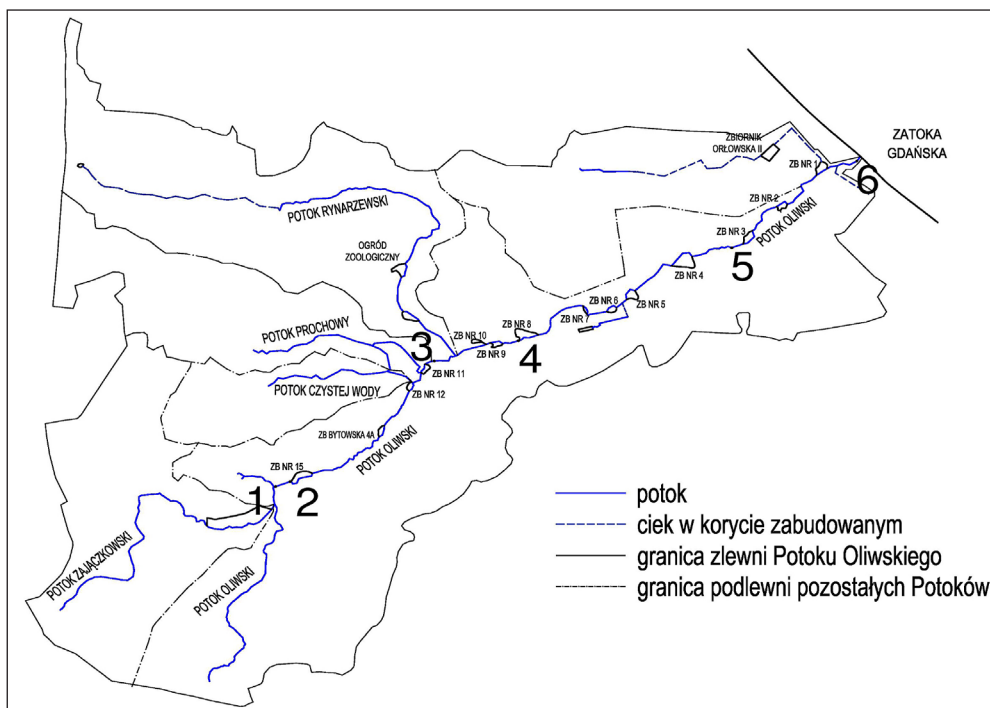 ZATOKA
GDAŃSKA
ZBIORNIK
ORŁOWSKA II
ZB NR 1
6
ZB NR 2
POTOK OLIWSKI
ZB NR 3
5
ZB NR 4
POTOK RYNARZEWSKI
OGRÓD
ZOOLOGICZNY
ZB NR 5
ZB NR 6
ZB NR 7
ZB NR 8
ZB NR 10
ZB NR 9
4
POTOK PROCHOWY
3
ZB NR 11
POTOK CZYSTEJ WODY
ZB NR 12
ZB BYTOWSKA 4A
POTOK OLIWSKI
ZB NR 15
1
2
POTOK ZAJĄCZKOWSKI
POTOK OLIWSKI
potok
ciek w korycie zabudowanym
granica zlewni Potoku Oliwskiego
granica podlewni pozostałych Potoków